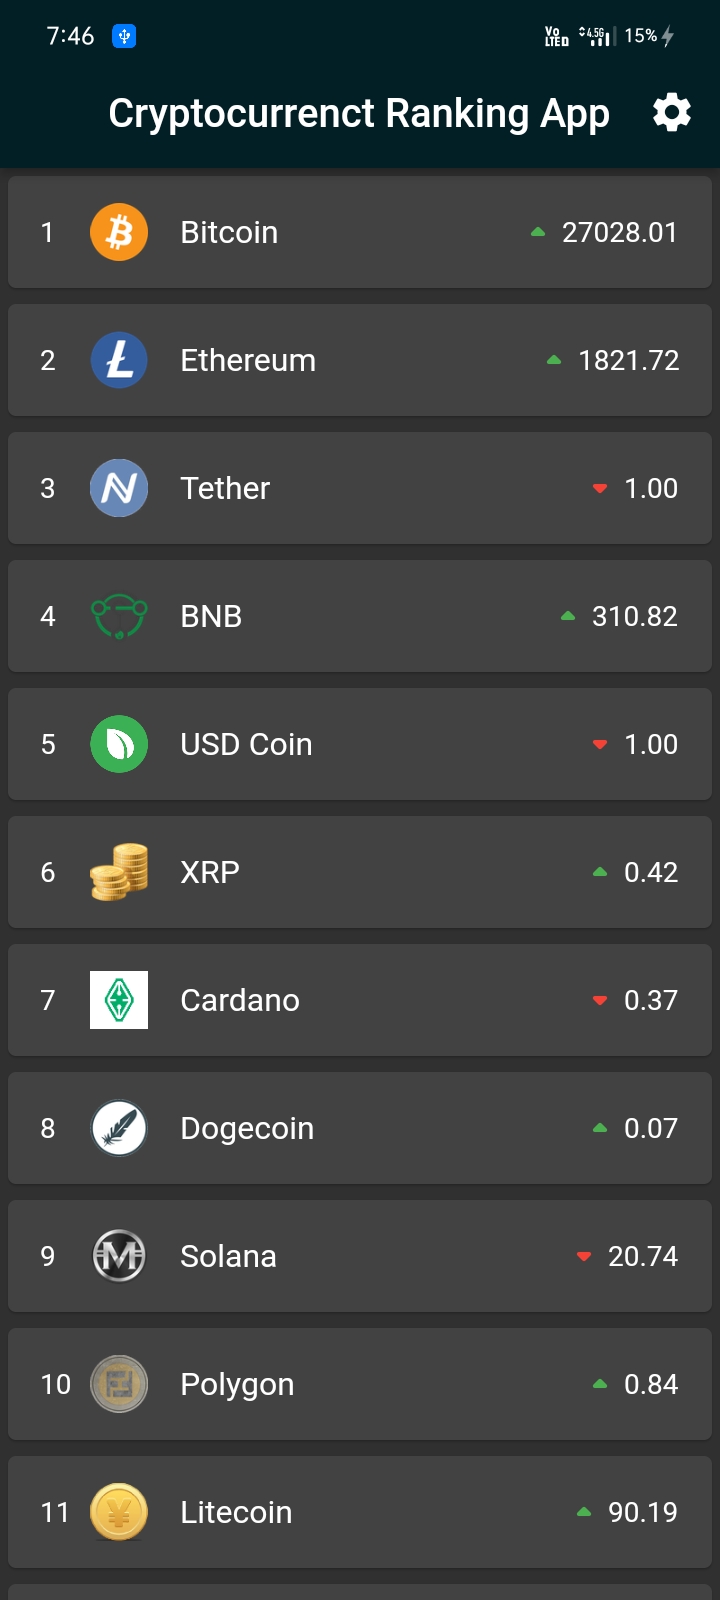 7:46 Vo LTED 4.5G 15%
Cryptocurrenct Ranking App
1 Bitcoin 27028.01
2 Ethereum 1821.72
3 Tether 1.00
4 BNB 310.82
5 USD Coin 1.00
6 XRP 0.42
7 Cardano 0.37
8 Dogecoin 0.07
9 Solana 20.74
10 Polygon 0.84
11 Litecoin 90.19